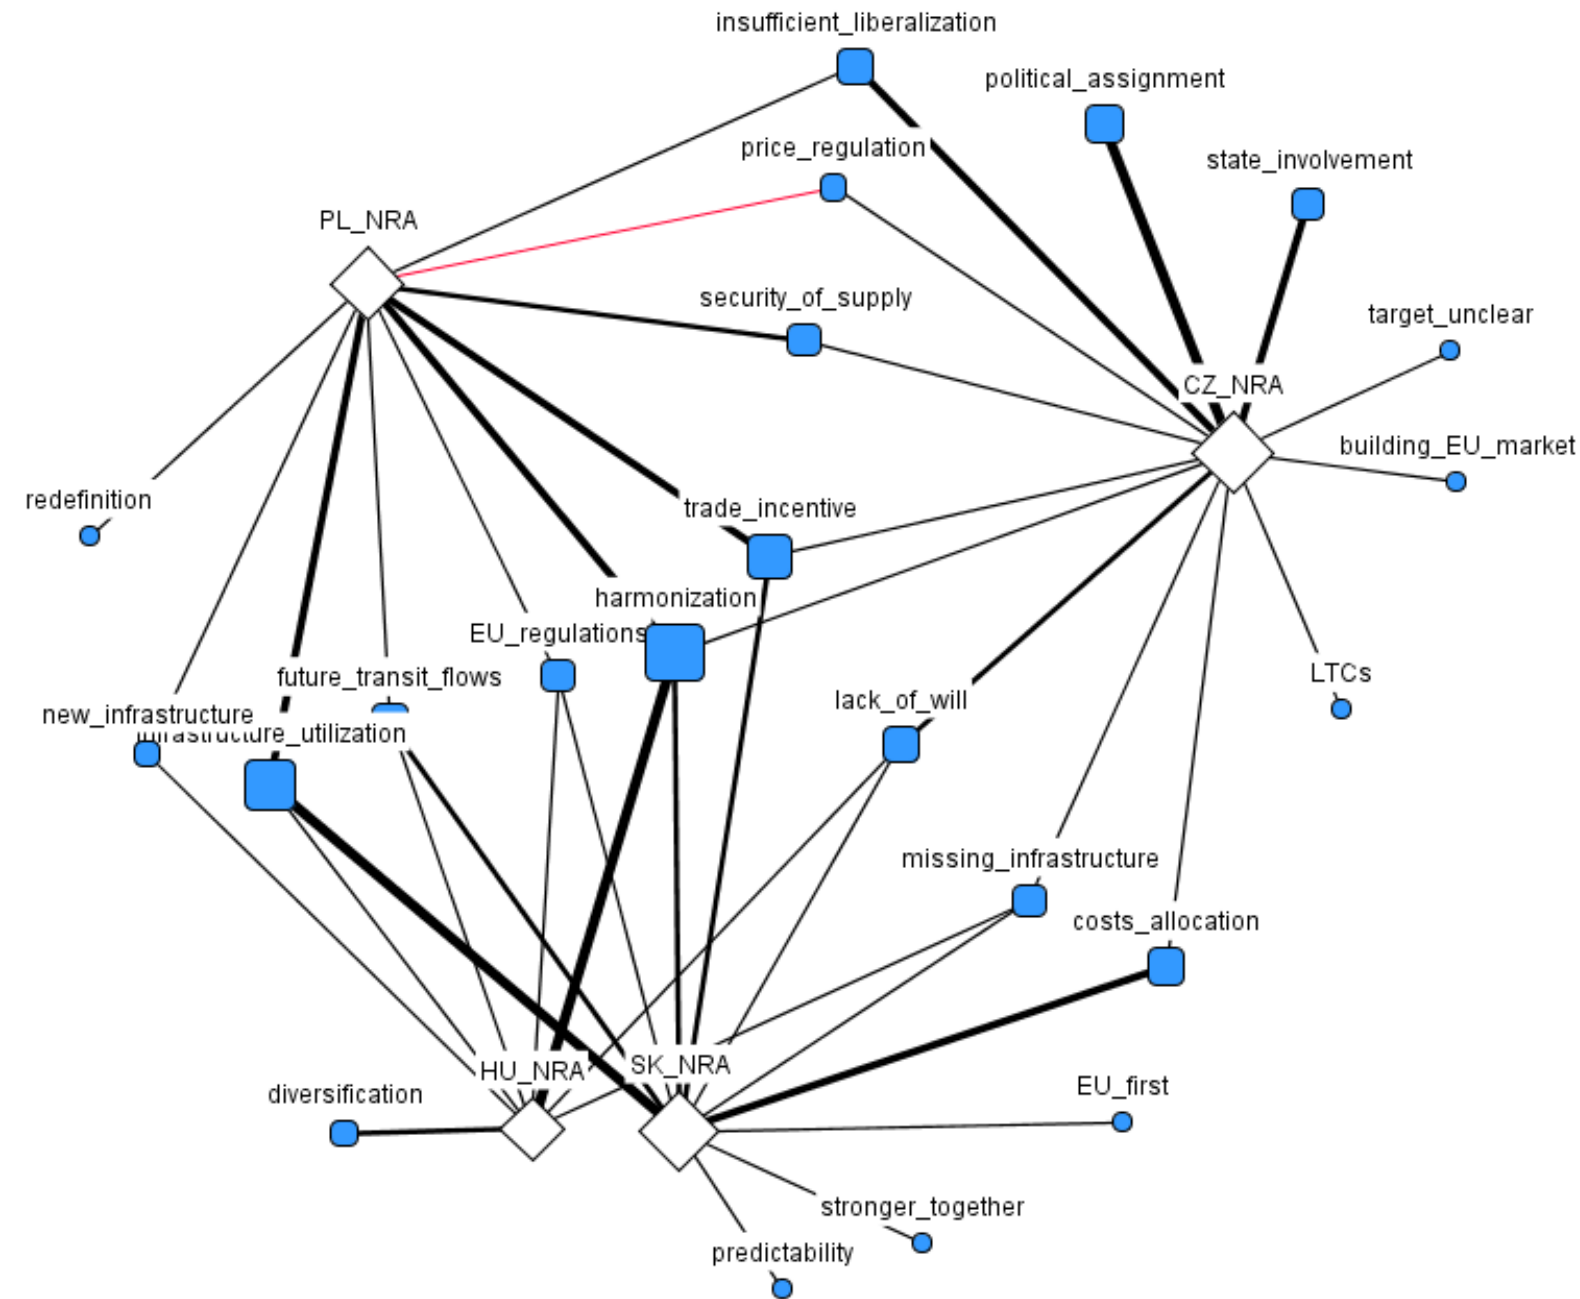 insufficient_liberalization
political_assignment
price_regulation
state_involvement
PL_NRA
security_of_supply
target_unclear
CZ_NRA
building_EU_market
redefinition
trade_incentive
harmonization
EU_regulations
future_transit_flows
LTCs
lack_of_will
new_infrastructure
infrastructure_utilization
missing_infrastructure
costs_allocation
HU_NRA
SK_NRA
diversification
EU_first
stronger_together
predictability